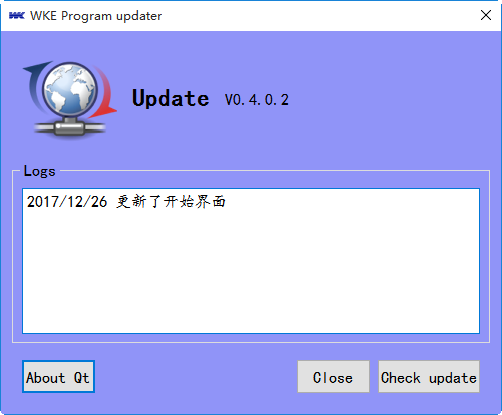 WK WKE Program updater
Update V0.4.0.2
Logs
2017/12/26 更新了开始界面
About Qt Close Check update